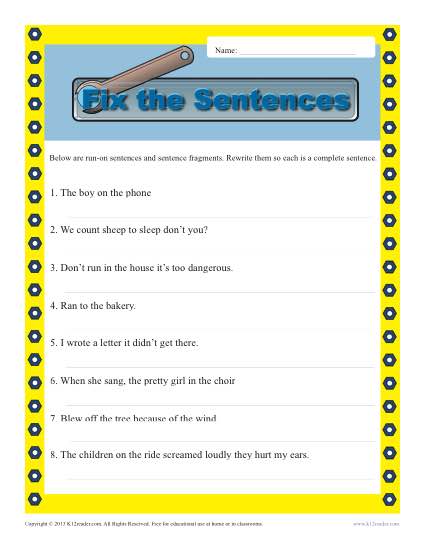 Name:
Fix the Sentences
Below are run-on sentences and sentence fragments. Rewrite them so each is a complete sentence.
1. The boy on the phone
2. We count sheep to sleep don't you?
3. Don't run in the house it's too dangerous.
4. Ran to the bakery.
5. I wrote a letter it didn't get there.
6. When she sang, the pretty girl in the choir
7. Blew off the tree because of the wind
8. The children on the ride screamed loudly they hurt my ears.
Copyright © 2013 K12reader.com. All Rights Reserved. Free for educational use at home or in classrooms.
www.k12reader.com